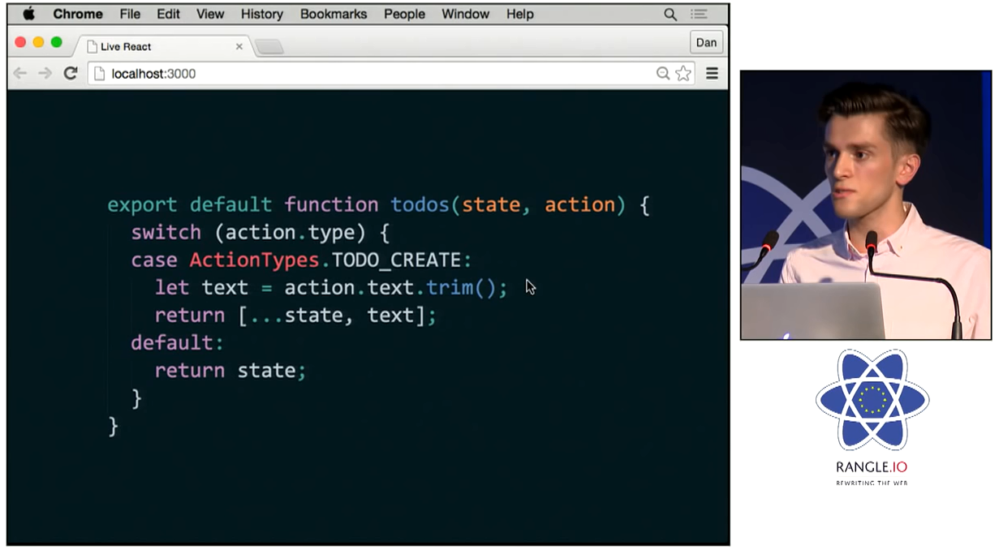 Chrome File Edit View History Bookmarks People Window Help
Live React
Dan
localhost:3000
export default function todos(state, action) {
switch (action.type) {
case ActionTypes.TODO_CREATE:
let text = action.text.trim();
return [...state, text];
default:
return state;
}
}
RANGLE.IO
REWRITING THE WEB